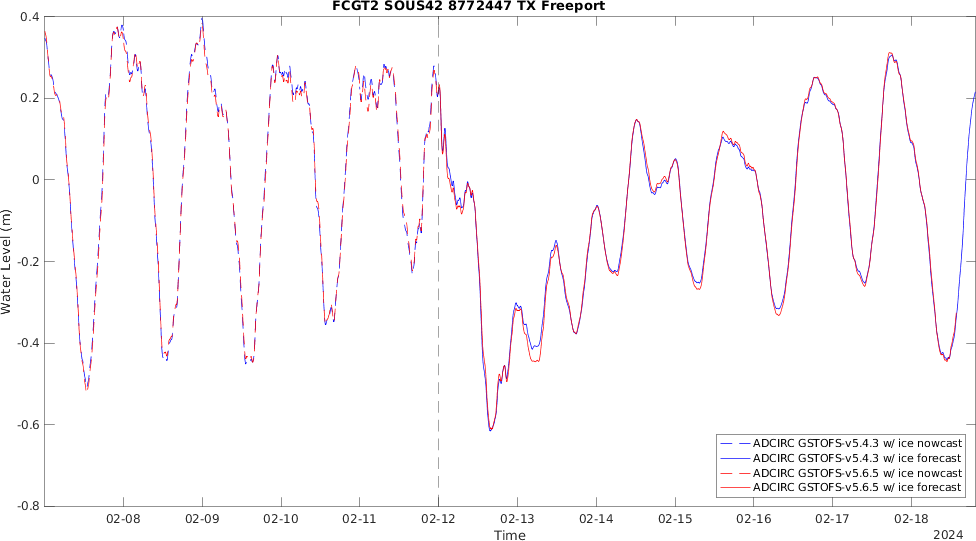 FCGT2 SOUS42 8772447 TX Freeport
0.4
0.2
0
-0.2
-0.4
-0.6
-0.8
Water Level (m)
ADCIRC GSTOFS-v5.4.3 w/ ice nowcast
ADCIRC GSTOFS-v5.4.3 w/ ice forecast
ADCIRC GSTOFS-v5.6.5 w/ ice nowcast
ADCIRC GSTOFS-v5.6.5 w/ ice forecast
02-08 02-09 02-10 02-11 02-12 02-13 02-14 02-15 02-16 02-17 02-18
Time
2024